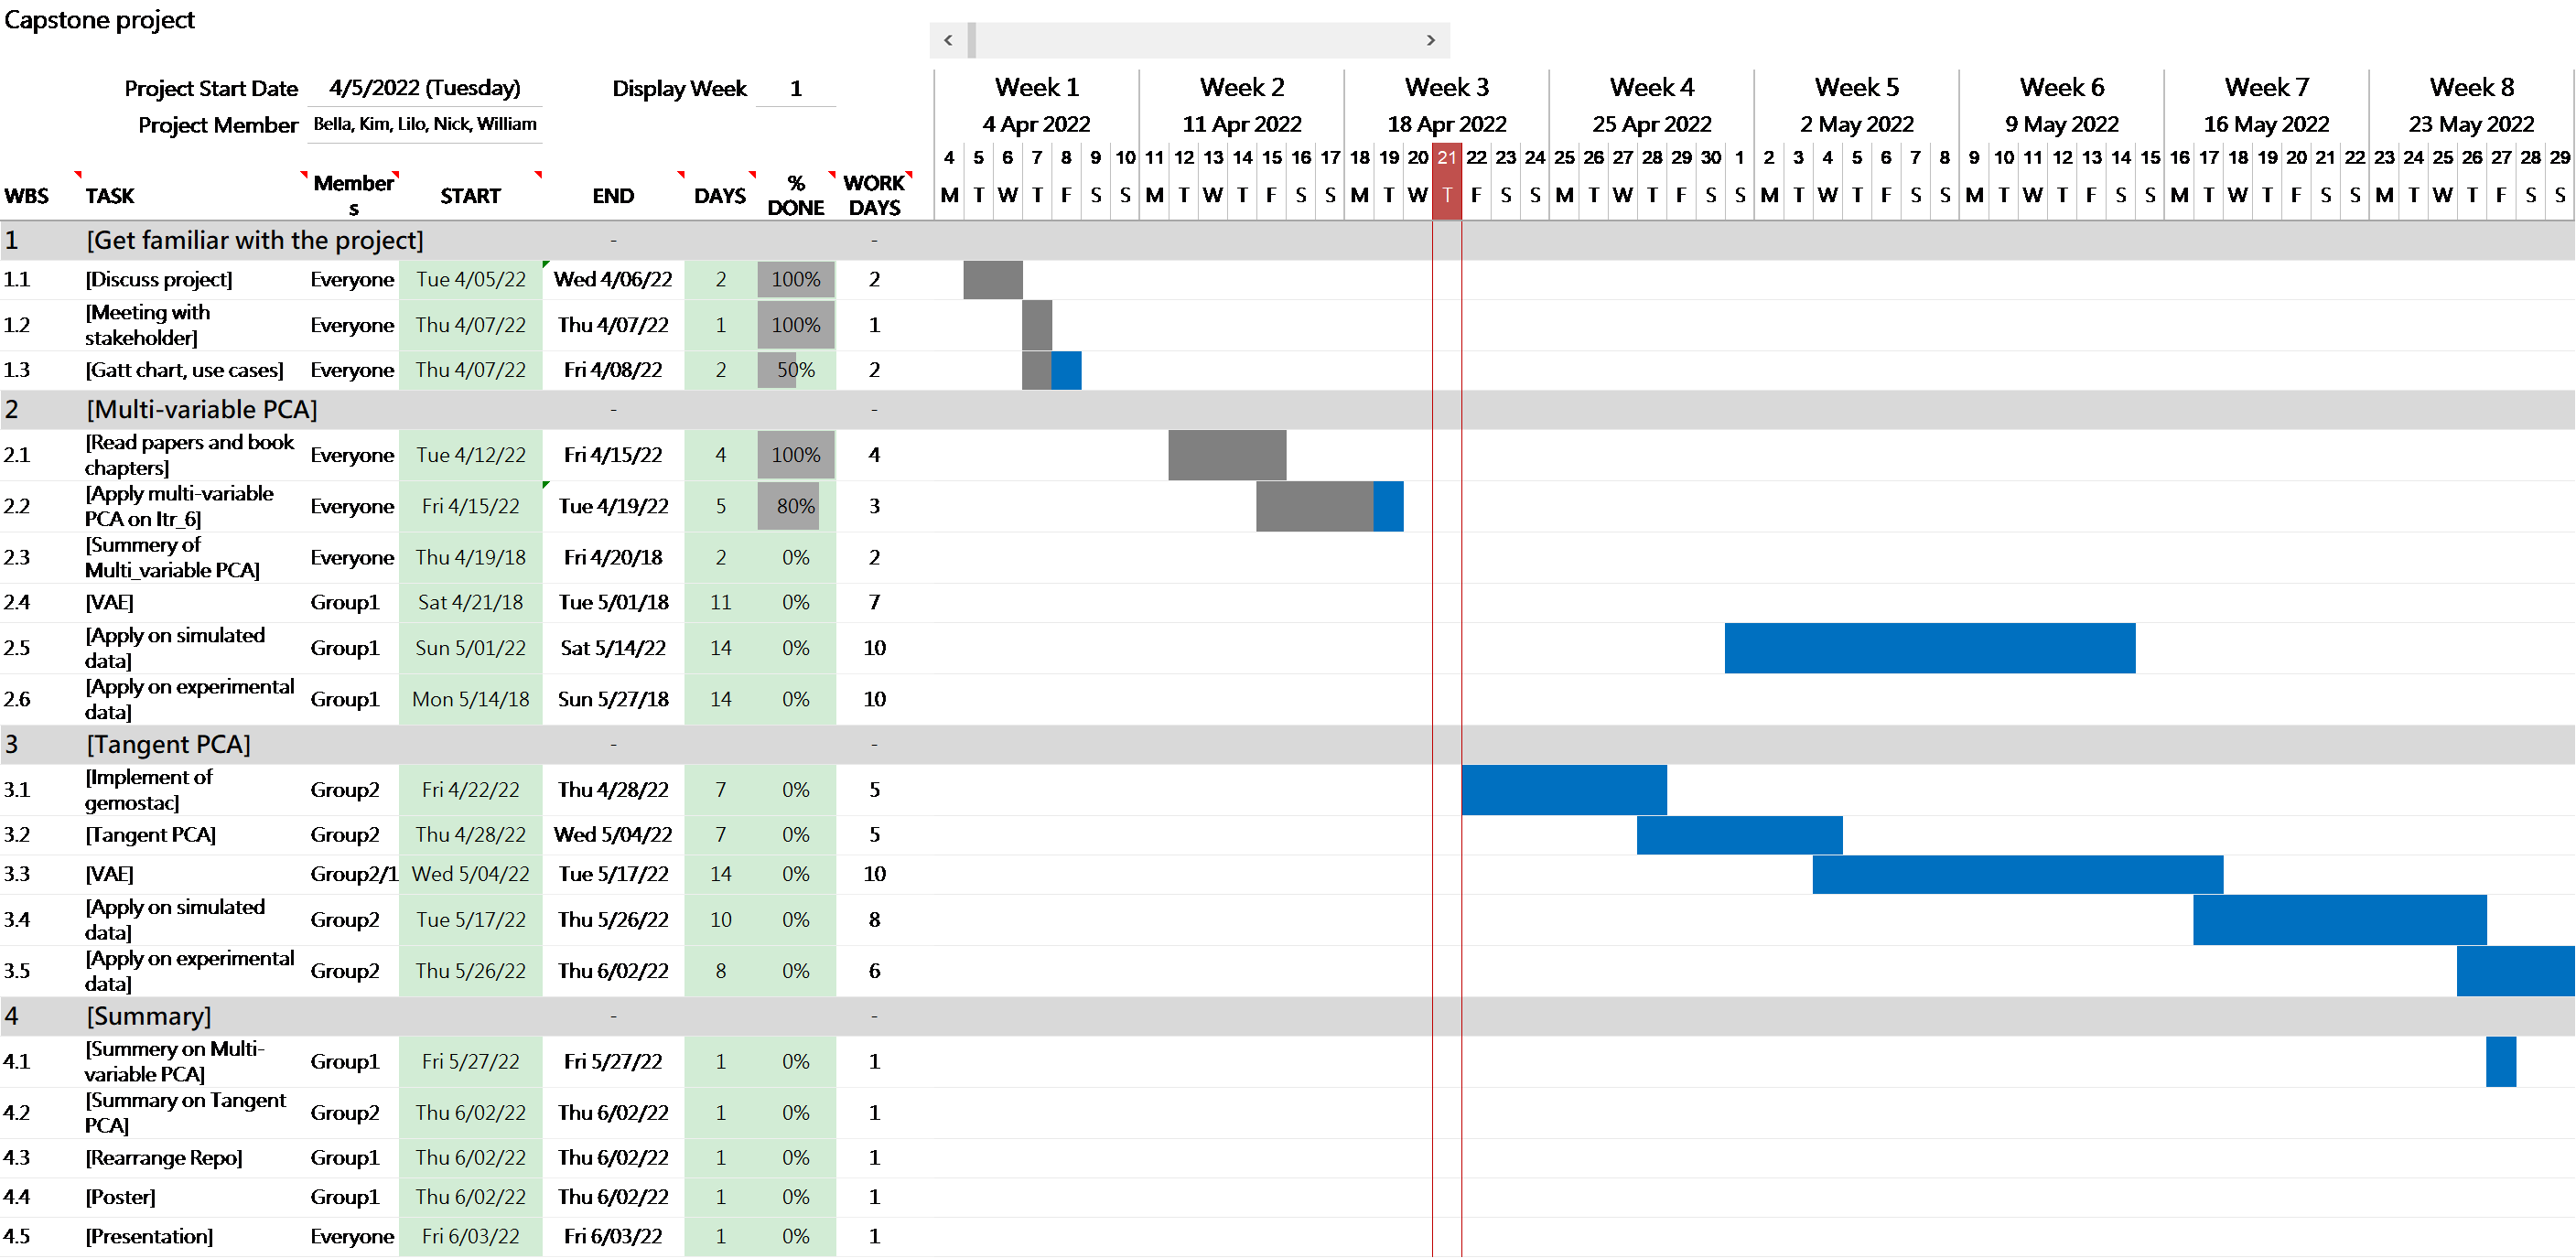 Capstone project
Project Start Date 4/5/2022 (Tuesday) Display Week 1
Project Member Bella, Kim, Lilo, Nick, William
Week 1 Week 2 Week 3 Week 4 Week 5 Week 6 Week 7 Week 8
4 Apr 2022 11 Apr 2022 18 Apr 2022 25 Apr 2022 2 May 2022 9 May 2022 16 May 2022 23 May 2022
4 5 6 7 8 9 10 11 12 13 14 15 16 17 18 19 20 21 22 23 24 25 26 27 28 29 30 1 2 3 4 5 6 7 8 9 10 11 12 13 14 15 16 17 18 19 20 21 22 23 24 25 26 27 28 29
WBS TASK Members START END DAYS % DONE WORK DAYS M T W T F S S M T W T F S S M T W T F S S M T W T F S S M T W T F S S M T W T F S S M T W T F S S M T W T F S S
1 [Get familiar with the project] - -
1.1 [Discuss project] Everyone Tue 4/05/22 Wed 4/06/22 2 100% 2
1.2 [Meeting with stakeholder] Everyone Thu 4/07/22 Thu 4/07/22 1 100% 1
1.3 [Gatt chart, use cases] Everyone Thu 4/07/22 Fri 4/08/22 2 50% 2
2 [Multi-variable PCA] - -
2.1 [Read papers and book chapters] Everyone Tue 4/12/22 Fri 4/15/22 4 100% 4
2.2 [Apply multi-variable PCA on ltr_6] Everyone Fri 4/15/22 Tue 4/19/22 5 80% 3
2.3 [Summery of Multi_variable PCA] Everyone Thu 4/19/18 Fri 4/20/18 2 0% 2
2.4 [VAE] Group1 Sat 4/21/18 Tue 5/01/18 11 0% 7
2.5 [Apply on simulated data] Group1 Sun 5/01/22 Sat 5/14/22 14 0% 10
2.6 [Apply on experimental data] Group1 Mon 5/14/18 Sun 5/27/18 14 0% 10
3 [Tangent PCA] - -
3.1 [Implement of gemostac] Group2 Fri 4/22/22 Thu 4/28/22 7 0% 5
3.2 [Tangent PCA] Group2 Thu 4/28/22 Wed 5/04/22 7 0% 5
3.3 [VAE] Group2/1 Wed 5/04/22 Tue 5/17/22 14 0% 10
3.4 [Apply on simulated data] Group2 Tue 5/17/22 Thu 5/26/22 10 0% 8
3.5 [Apply on experimental data] Group2 Thu 5/26/22 Thu 6/02/22 8 0% 6
4 [Summary] - -
4.1 [Summery on Multi-variable PCA] Group1 Fri 5/27/22 Fri 5/27/22 1 0% 1
4.2 [Summary on Tangent PCA] Group2 Thu 6/02/22 Thu 6/02/22 1 0% 1
4.3 [Rearrange Repo] Group1 Thu 6/02/22 Thu 6/02/22 1 0% 1
4.4 [Poster] Group1 Thu 6/02/22 Thu 6/02/22 1 0% 1
4.5 [Presentation] Everyone Fri 6/03/22 Fri 6/03/22 1 0% 1